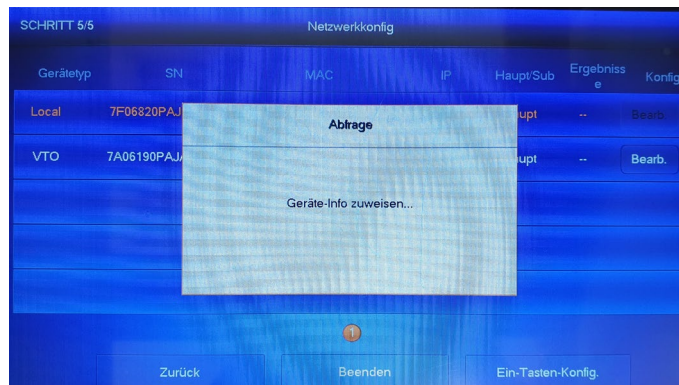 SCHRITT 5/5
Netzwerkkonfig
Gerätetyp SN MAC IP Haupt/Sub Ergebniss
e Konfig
Local 7F06820PAJ upt -- Bearb.
Abfrage
VTO 7A06190PAJ upt -- Bearb.
Geräte-Info zuweisen...
1
Zurück Beenden Ein-Tasten-Konfig.